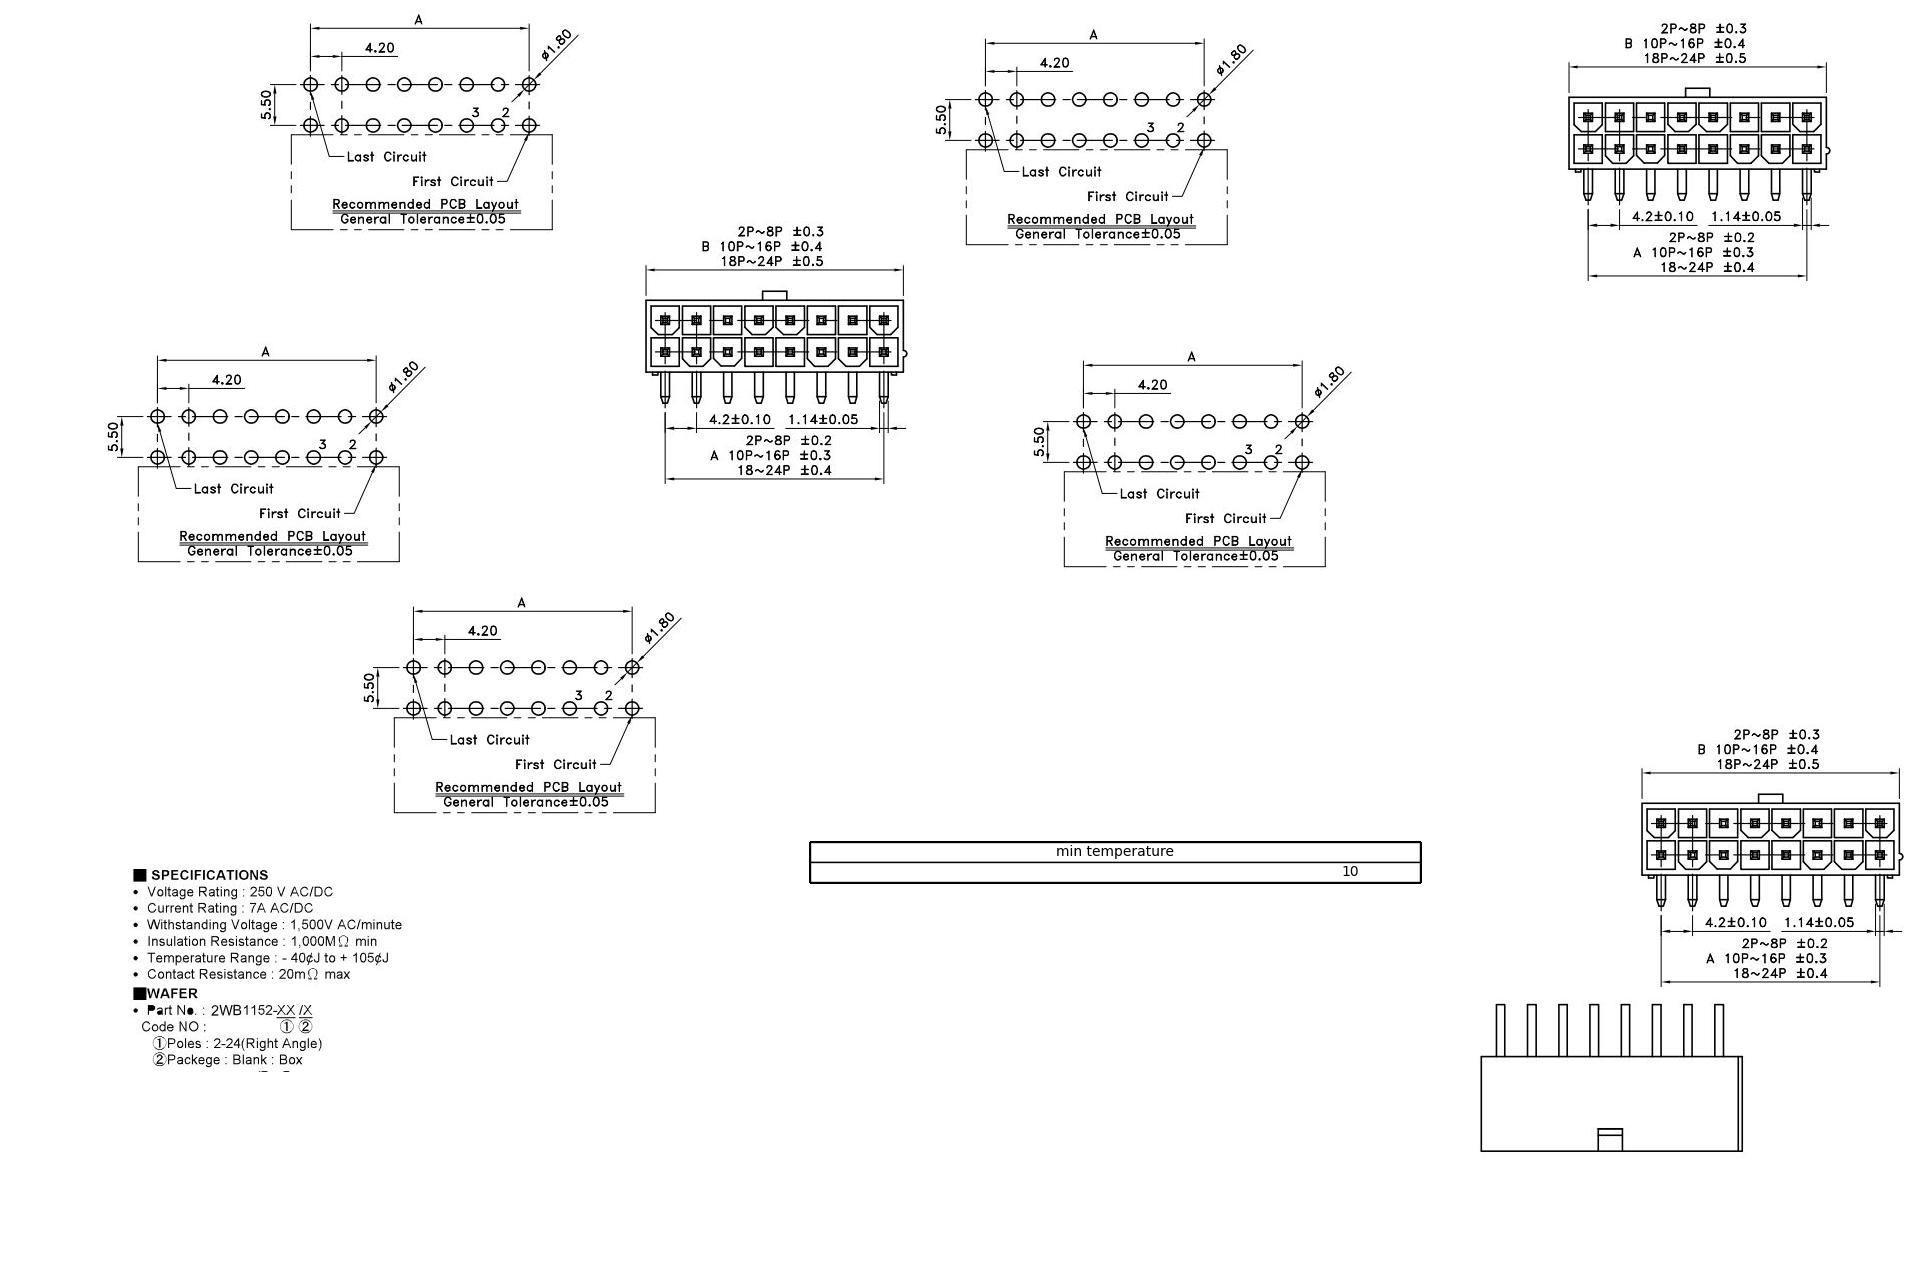 A
4.20
ø1.80
5.50
3 2
Last Circuit
First Circuit
Recommended PCB Layout
General Tolerance±0.05
A
4.20
ø1.80
5.50
3 2
Last Circuit
First Circuit
Recommended PCB Layout
General Tolerance±0.05
2P~8P ±0.3
B 10P~16P ±0.4
18P~24P ±0.5
4.2±0.10 1.14±0.05
2P~8P ±0.2
A 10P~16P ±0.3
18~24P ±0.4
2P~8P ±0.3
B 10P~16P ±0.4
18P~24P ±0.5
4.2±0.10 1.14±0.05
2P~8P ±0.2
A 10P~16P ±0.3
18~24P ±0.4
A
4.20
ø1.80
5.50
3 2
Last Circuit
First Circuit
Recommended PCB Layout
General Tolerance±0.05
A
4.20
ø1.80
5.50
3 2
Last Circuit
First Circuit
Recommended PCB Layout
General Tolerance±0.05
A
4.20
ø1.80
5.50
3 2
Last Circuit
First Circuit
Recommended PCB Layout
General Tolerance±0.05
2P~8P ±0.3
B 10P~16P ±0.4
18P~24P ±0.5
4.2±0.10 1.14±0.05
2P~8P ±0.2
A 10P~16P ±0.3
18~24P ±0.4
min temperature
10
■ SPECIFICATIONS
• Voltage Rating : 250 V AC/DC
• Current Rating : 7A AC/DC
• Withstanding Voltage : 1,500V AC/minute
• Insulation Resistance : 1,000MΩ min
• Temperature Range : - 40¢J to + 105¢J
• Contact Resistance : 20mΩ max
■WAFER
• Part No. : 2WB1152-XX /X
Code NO : ① ②
①Poles : 2-24(Right Angle)
②Packege : Blank : Box